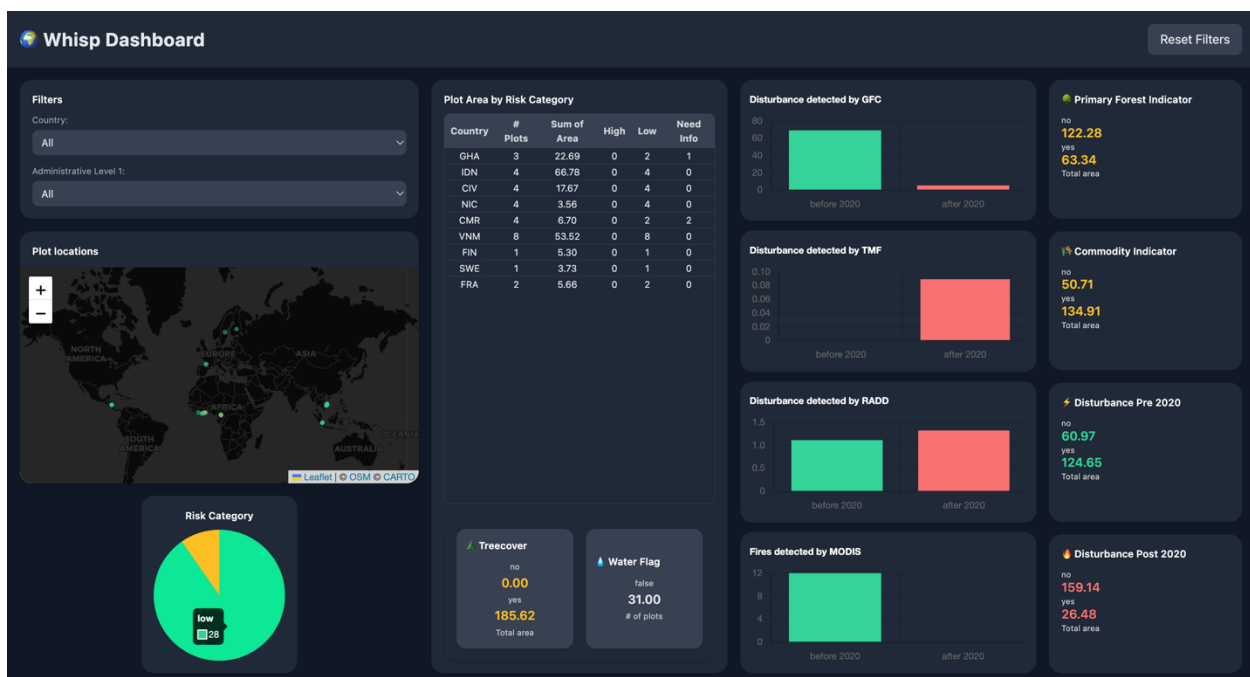 🌍 Whisp Dashboard
Reset Filters
Filters
Country:
All
Administrative Level 1:
All
Plot locations
+
−
NORTH
AMERICA
EUROPE
ASIA
AFRICA
SOUTH
AMERICA
OCEANIA
AUSTRALIA
Leaflet | © OSM © CARTO
Risk Category
low
28
Plot Area by Risk Category
Country # Plots Sum of Area High Low Need Info
GHA 3 22.69 0 2 1
IDN 4 66.78 0 4 0
CIV 4 17.67 0 4 0
NIC 4 3.56 0 4 0
CMR 4 6.70 0 2 2
VNM 8 53.52 0 8 0
FIN 1 5.30 0 1 0
SWE 1 3.73 0 1 0
FRA 2 5.66 0 2 0
Treecover
no
0.00
yes
185.62
Total area
💧 Water Flag
false
31.00
# of plots
Disturbance detected by GFC
80
60
40
20
0
before 2020 after 2020
Disturbance detected by TMF
0.10
0.08
0.06
0.04
0.02
0
before 2020 after 2020
Disturbance detected by RADD
1.5
1.0
0.5
0
before 2020 after 2020
Fires detected by MODIS
12
8
4
0
before 2020 after 2020
🌳 Primary Forest Indicator
no
122.28
yes
63.34
Total area
🌾 Commodity Indicator
no
50.71
yes
134.91
Total area
⚡ Disturbance Pre 2020
no
60.97
yes
124.65
Total area
🔥 Disturbance Post 2020
no
159.14
yes
26.48
Total area